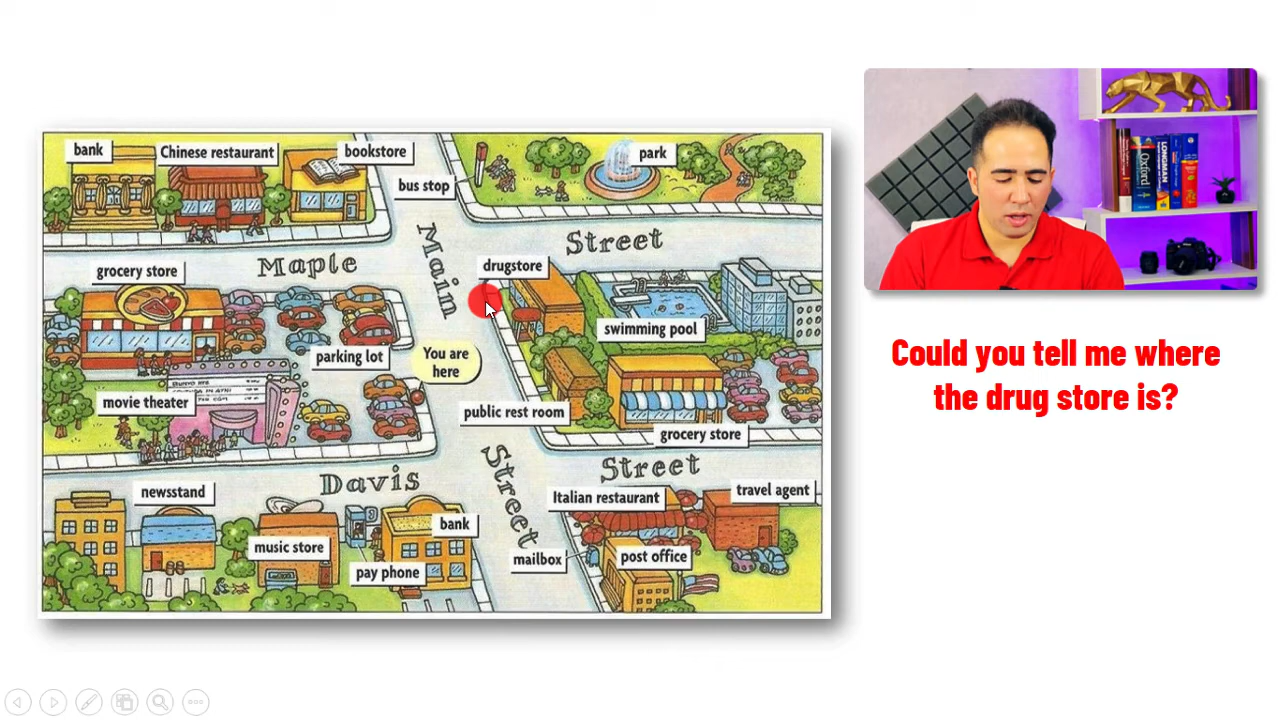 bank
Chinese restaurant
bookstore
park
bus stop
Maple
Main
Street
grocery store
drugstore
swimming pool
parking lot
You are
here
movie theater
public rest room
grocery store
Davis
Street
Street
newsstand
Italian restaurant
travel agent
music store
bank
pay phone
mailbox
post office
Oxford
LONGMAN
Could you tell me where
the drug store is?